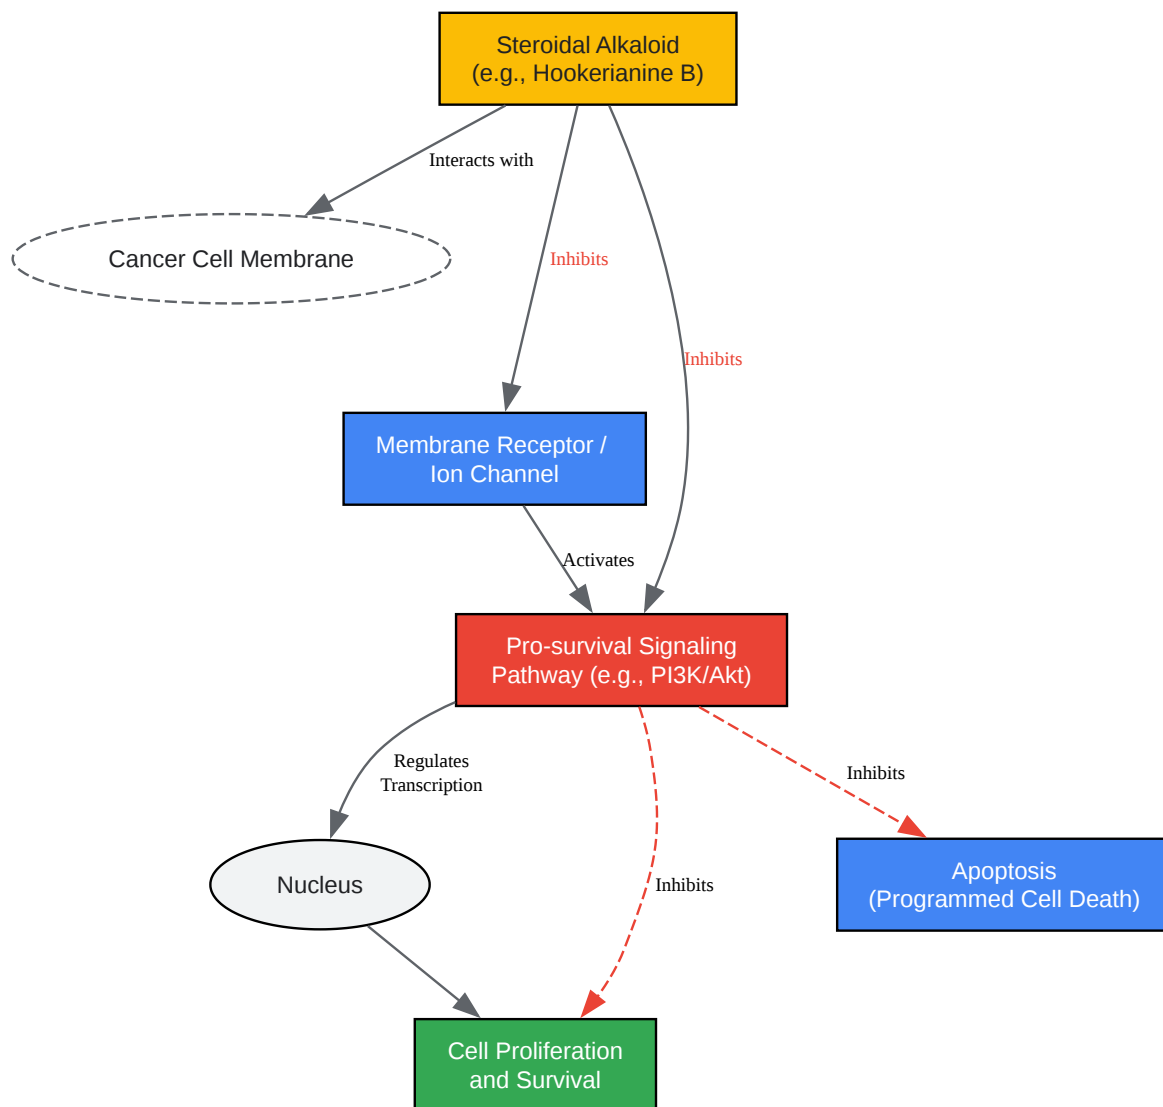 Steroidal Alkaloid
(e.g., Hookerianine B)
Interacts with
Cancer Cell Membrane
Inhibits
Inhibits
Membrane Receptor /
Ion Channel
Activates
Pro-survival Signaling
Pathway (e.g., PI3K/Akt)
Regulates
Transcription
Inhibits
Nucleus
Inhibits
Apoptosis
(Programmed Cell Death)
Cell Proliferation
and Survival